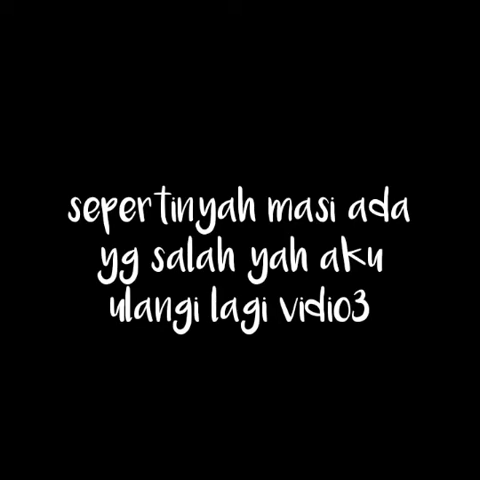 sepertinyah masi ada
yg salah yah aku
ulangi lagi vidio3